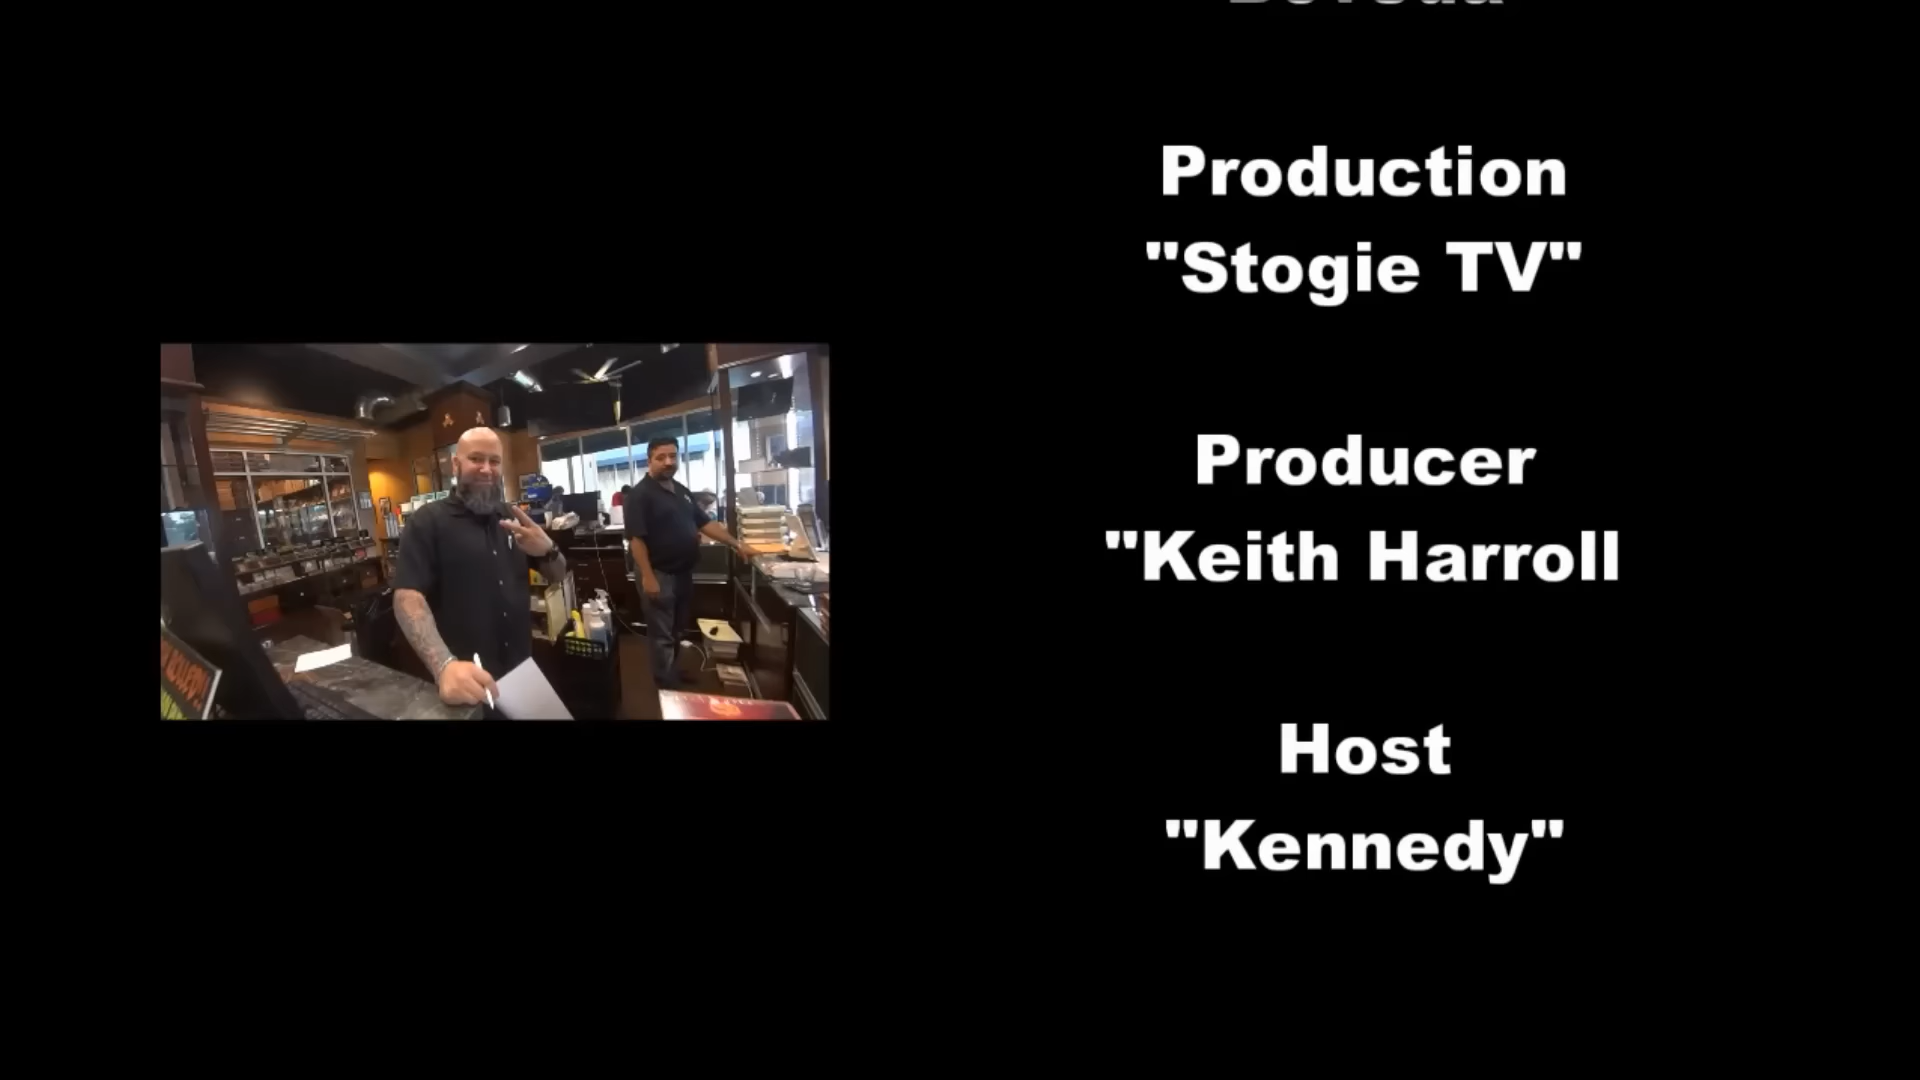 Production
"Stogie TV"
Producer
"Keith Harroll
Host
"Kennedy"